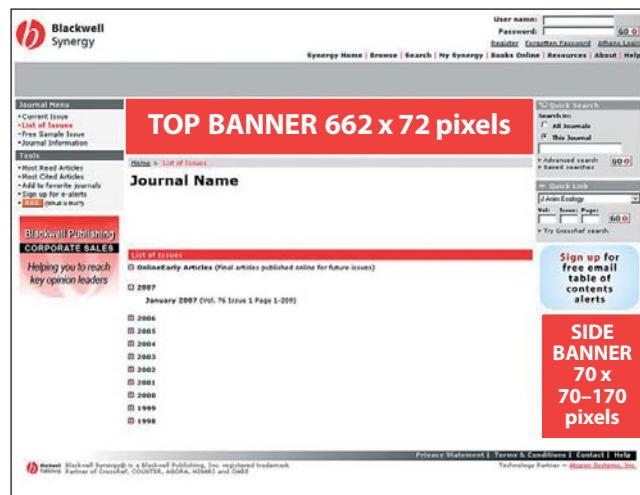 Blackwell
Synergy
User name:
Password: GO
Register Forgotten Password Athens Login
Synergy Home | Browse | Search | My Synergy | Books Online | Resources | About | Help
Journal Menu
•Current Issue
•List of Issues
•Free Sample Issue
•Journal Information
Tools
•Most Read Articles
•Most Cited Articles
•Add to favorite journals
•Sign up for e-alerts
•RSS (What is this?)
Blackwell Publishing
CORPORATE SALES
Helping you to reach
key opinion leaders
TOP BANNER 662 x 72 pixels
Home > List of Issues
Journal Name
List of Issues
OnlineEarly Articles (Final articles published online for future issues)
2007
January 2007 (Vol. 76 Issue 1 Page 1-209)
2006
2005
2004
2003
2002
2001
2000
1999
1998
Quick Search
Search in:
All Journals
This Journal
Advanced search GO
Saved searches
Quick Link
J Anim Ecology
Vol: Issue: Page:
GO
Try CrossRef search
Sign up for
free email
table of
contents
alerts
SIDE
BANNER
70 x
70–170
pixels
Privacy Statement | Terms & Conditions | Contact | Help
Blackwell Publishing
Blackwell Synergy® is a Blackwell Publishing, Inc. registered trademark
Partner of CrossRef, COUNTER, AGORA, HINARI and OARE
Technology Partner — Atypon Systems, Inc.